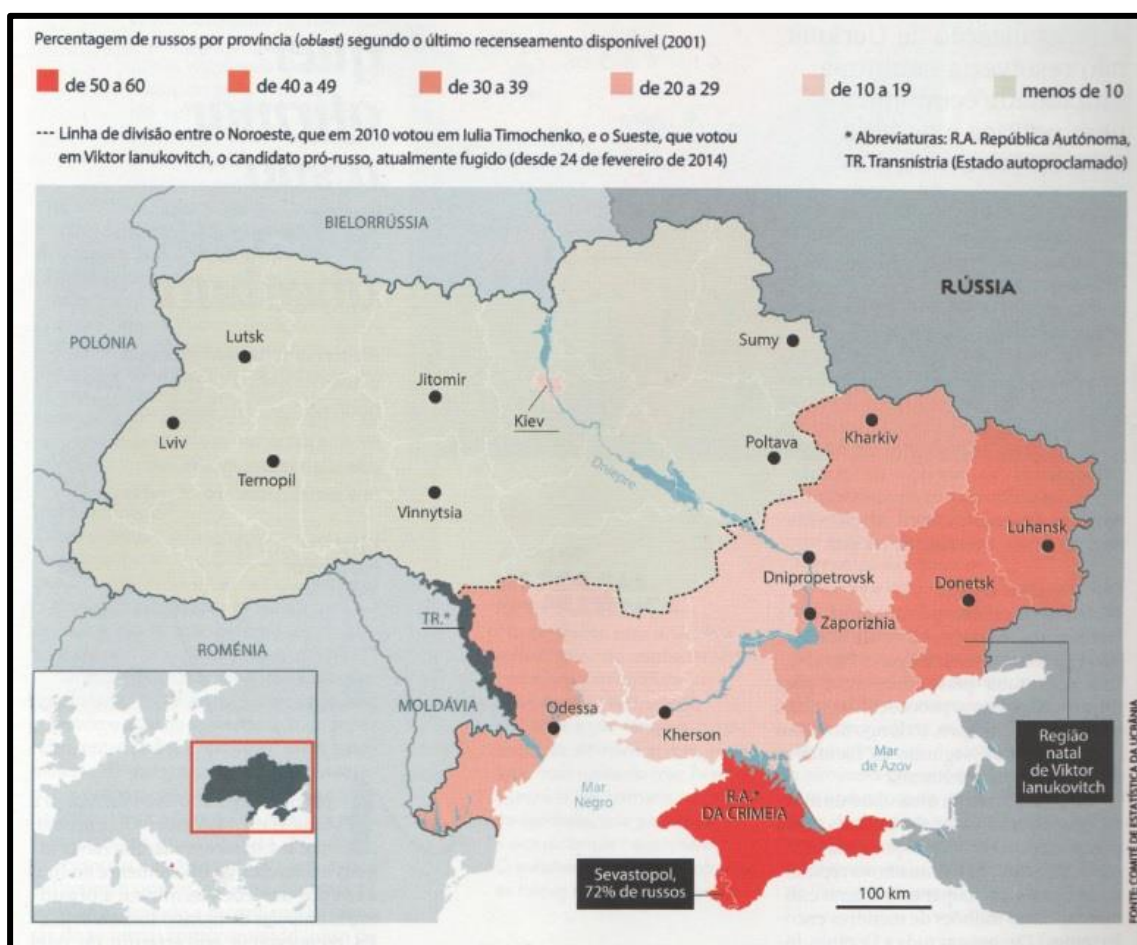 Percentagem de russos por província (oblast) segundo o último recenseamento disponível (2001)
de 50 a 60
de 40 a 49
de 30 a 39
de 20 a 29
de 10 a 19
menos de 10
--- Linha de divisão entre o Noroeste, que em 2010 votou em Iulia Timochenko, e o Sueste, que votou
em Viktor Ianukovitch, o candidato pró-russo, atualmente fugido (desde 24 de fevereiro de 2014)
* Abreviaturas: R.A. República Autónoma,
TR. Transnístria (Estado autoproclamado)
BIELORRÚSSIA
RÚSSIA
POLÓNIA
Lutsk
Sumy
Jitomir
Kiev
Lviv
Kharkiv
Poltava
Ternopil
Dniepre
Vinnytsia
Luhansk
Dnipropetrovsk
Donetsk
TR.*
Zaporizhia
ROMÉNIA
MOLDÁVIA
Odessa
Kherson
Mar
Negro
Mar
de Azov
Região
natal
de Viktor
Ianukovitch
R.A.*
DA CRIMEIA
Sevastopol,
72% de russos
100 km
FONTE: COMITÉ DE ESTATÍSTICA DA UCRÂNIA